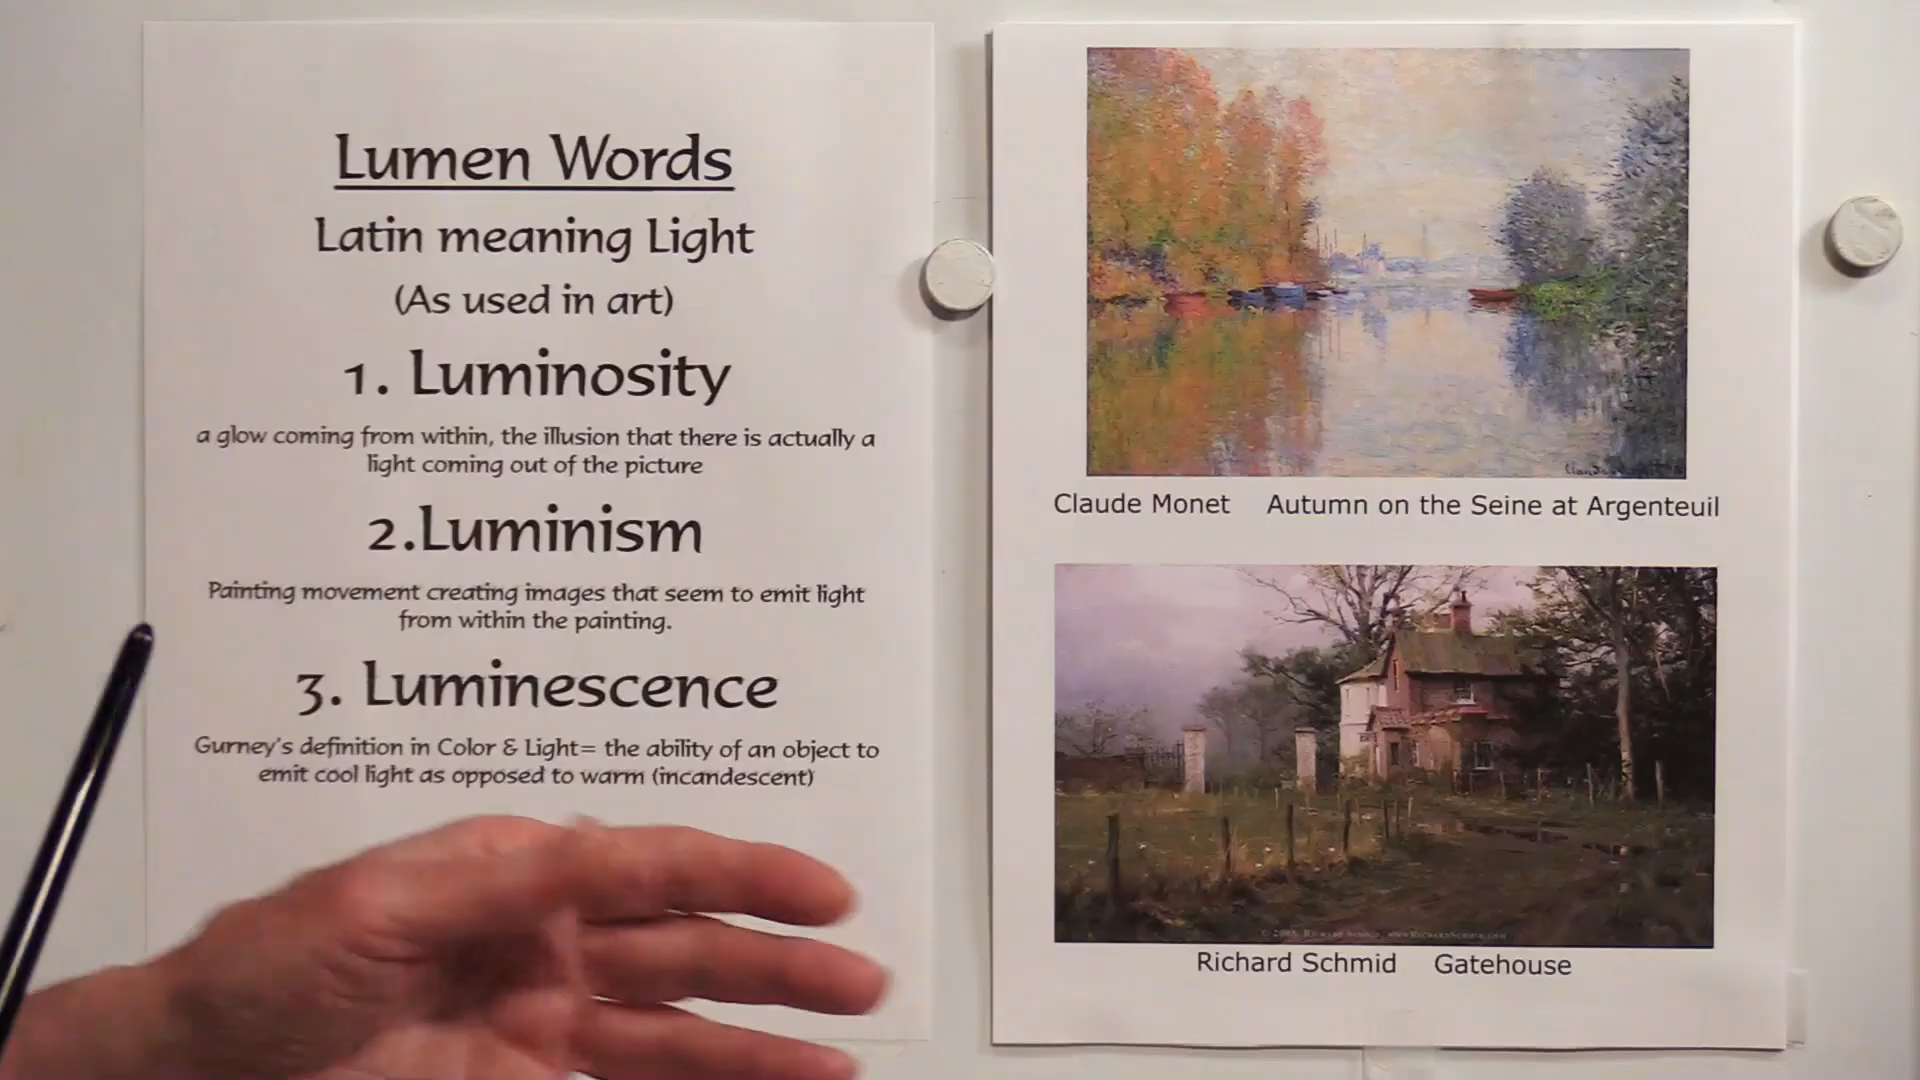 Lumen Words
Latin meaning Light
(As used in art)
1. Luminosity
a glow coming from within, the illusion that there is actually a
light coming out of the picture
2.Luminism
Painting movement creating images that seem to emit light
from within the painting.
3. Luminescence
Gurney's definition in Color & Light= the ability of an object to
emit cool light as opposed to warm (incandescent)
Claude Monet Autumn on the Seine at Argenteuil
Richard Schmid Gatehouse